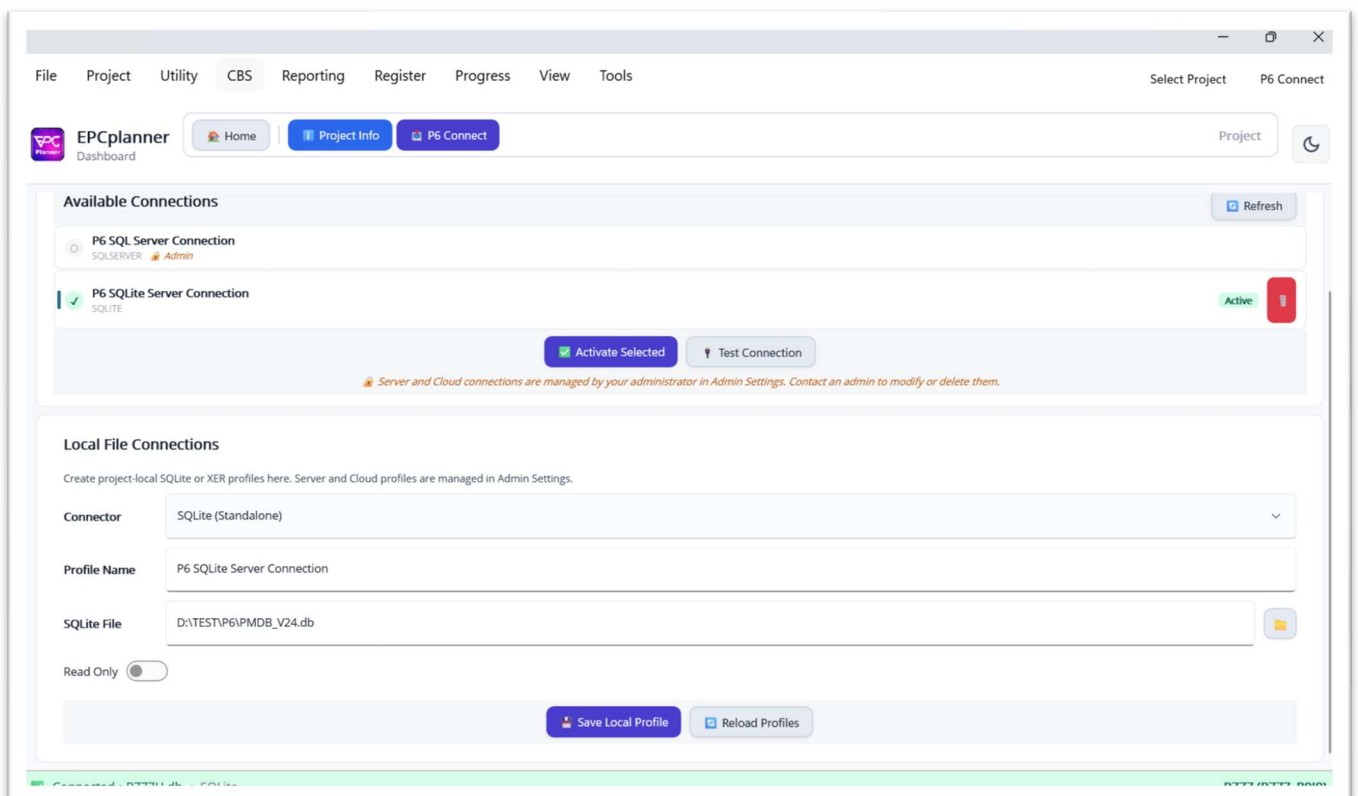 File Project Utility CBS Reporting Register Progress View Tools Select Project P6 Connect
EPC
Planner
EPCplanner
Dashboard
Home Project Info P6 Connect Project
Available Connections Refresh
P6 SQL Server Connection
SQLSERVER Admin
P6 SQLite Server Connection
SQLITE
Active
Activate Selected Test Connection
Server and Cloud connections are managed by your administrator in Admin Settings. Contact an admin to modify or delete them.
Local File Connections
Create project-local SQLite or XER profiles here. Server and Cloud profiles are managed in Admin Settings.
Connector SQLite (Standalone)
Profile Name P6 SQLite Server Connection
SQLite File D:\TEST\P6\PMDB_V24.db
Read Only
Save Local Profile Reload Profiles